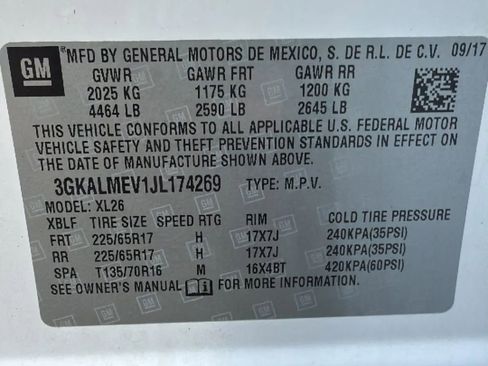 GM MFD BY GENERAL MOTORS DE MEXICO, S. DE R.L. DE C.V. 09/17
GVWR GAWR FRT GAWR RR
2025 KG 1175 KG 1200 KG
4464 LB 2590 LB 2645 LB
THIS VEHICLE CONFORMS TO ALL APPLICABLE U.S. FEDERAL MOTOR
VEHICLE SAFETY AND THEFT PREVENTION STANDARDS IN EFFECT ON
THE DATE OF MANUFACTURE SHOWN ABOVE.
3GKALMEV1JL174269 TYPE: M.P.V.
MODEL: XL26
XBLF TIRE SIZE SPEED RTG RIM COLD TIRE PRESSURE
FRT 225/65R17 H 17X7J 240KPA(35PSI)
RR 225/65R17 H 17X7J 240KPA(35PSI)
SPA T135/70R16 M 16X4BT 420KPA(60PSI)
SEE OWNER'S MANUAL FOR MORE INFORMATION.